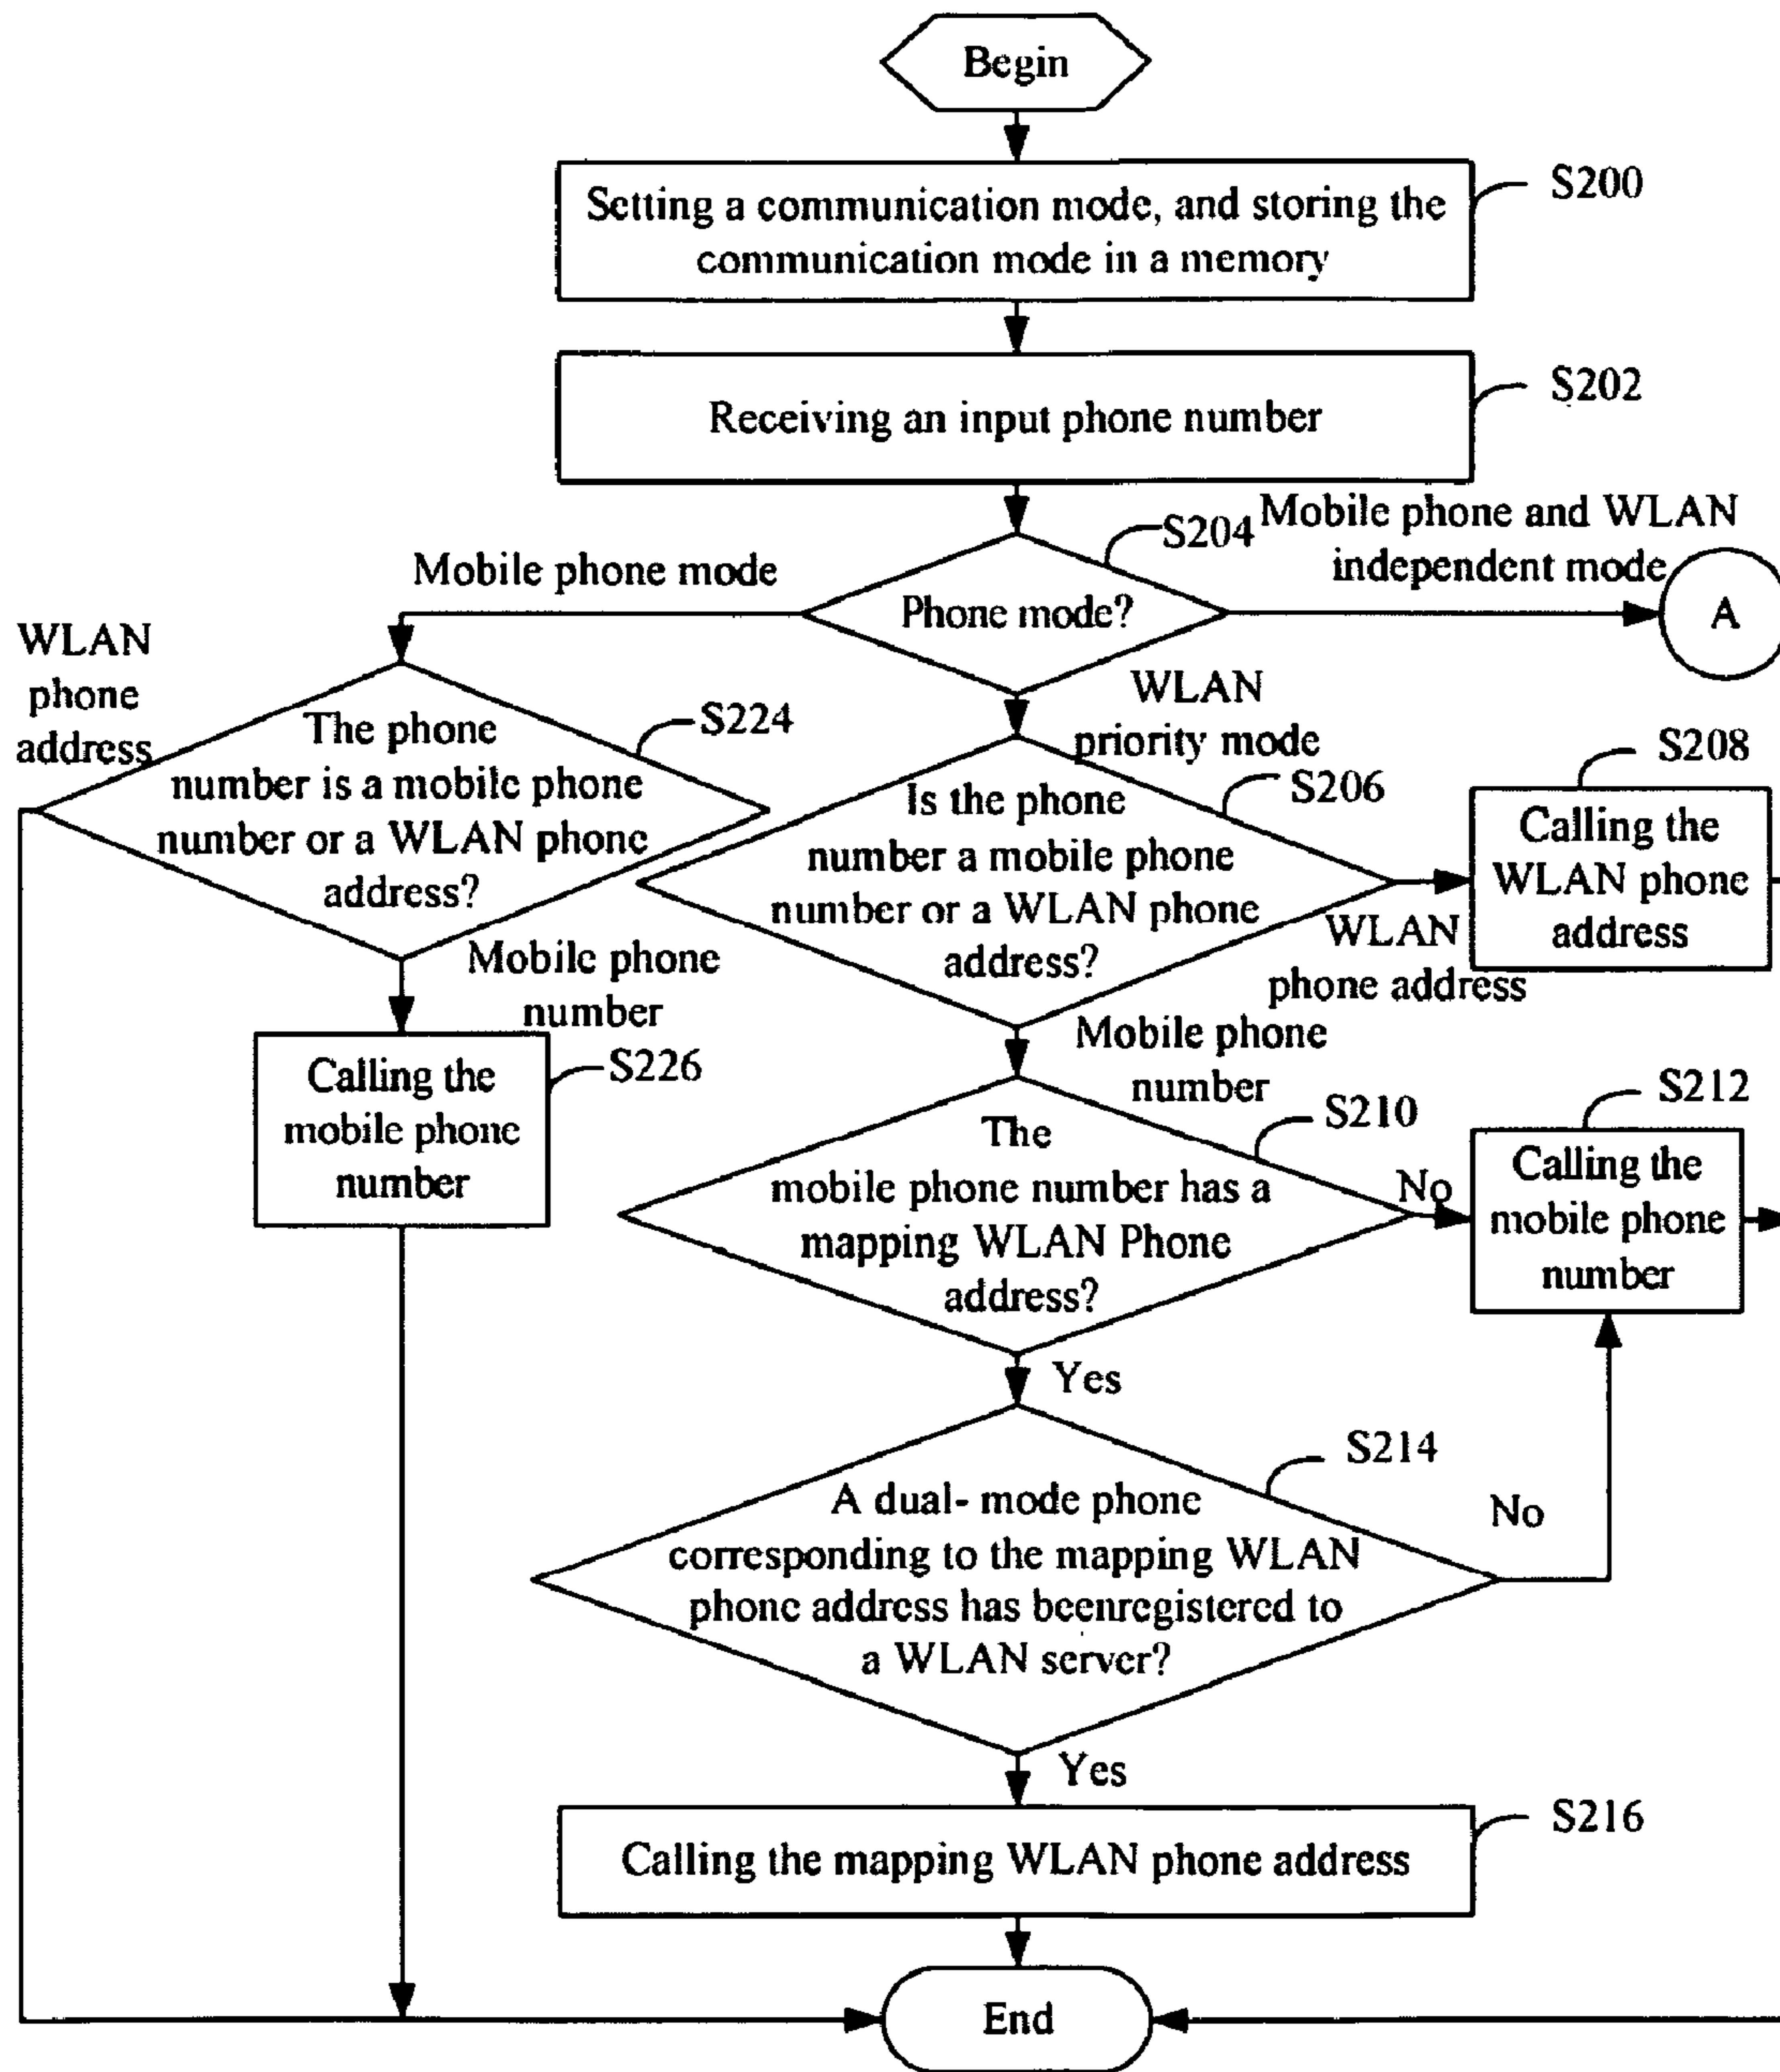 Begin
S200
Setting a communication mode, and storing the
communication mode in a memory
S202
Receiving an input phone number
S204
Mobile phone and WLAN
independent mode
Mobile phone mode
Phone mode?
A
WLAN
phone
address
WLAN
priority mode
S224
The phone
number is a mobile phone
number or a WLAN phone
address?
S206
Is the phone
number a mobile phone
number or a WLAN phone
address?
S208
Calling the
WLAN phone
address
WLAN
phone address
Mobile phone
number
Mobile phone
number
S226
Calling the
mobile phone
number
S210
The
mobile phone number has a
mapping WLAN Phone
address?
No
S212
Calling the
mobile phone
number
Yes
S214
A dual- mode phone
corresponding to the mapping WLAN
phone address has beenregistered to
a WLAN server?
No
Yes
S216
Calling the mapping WLAN phone address
End